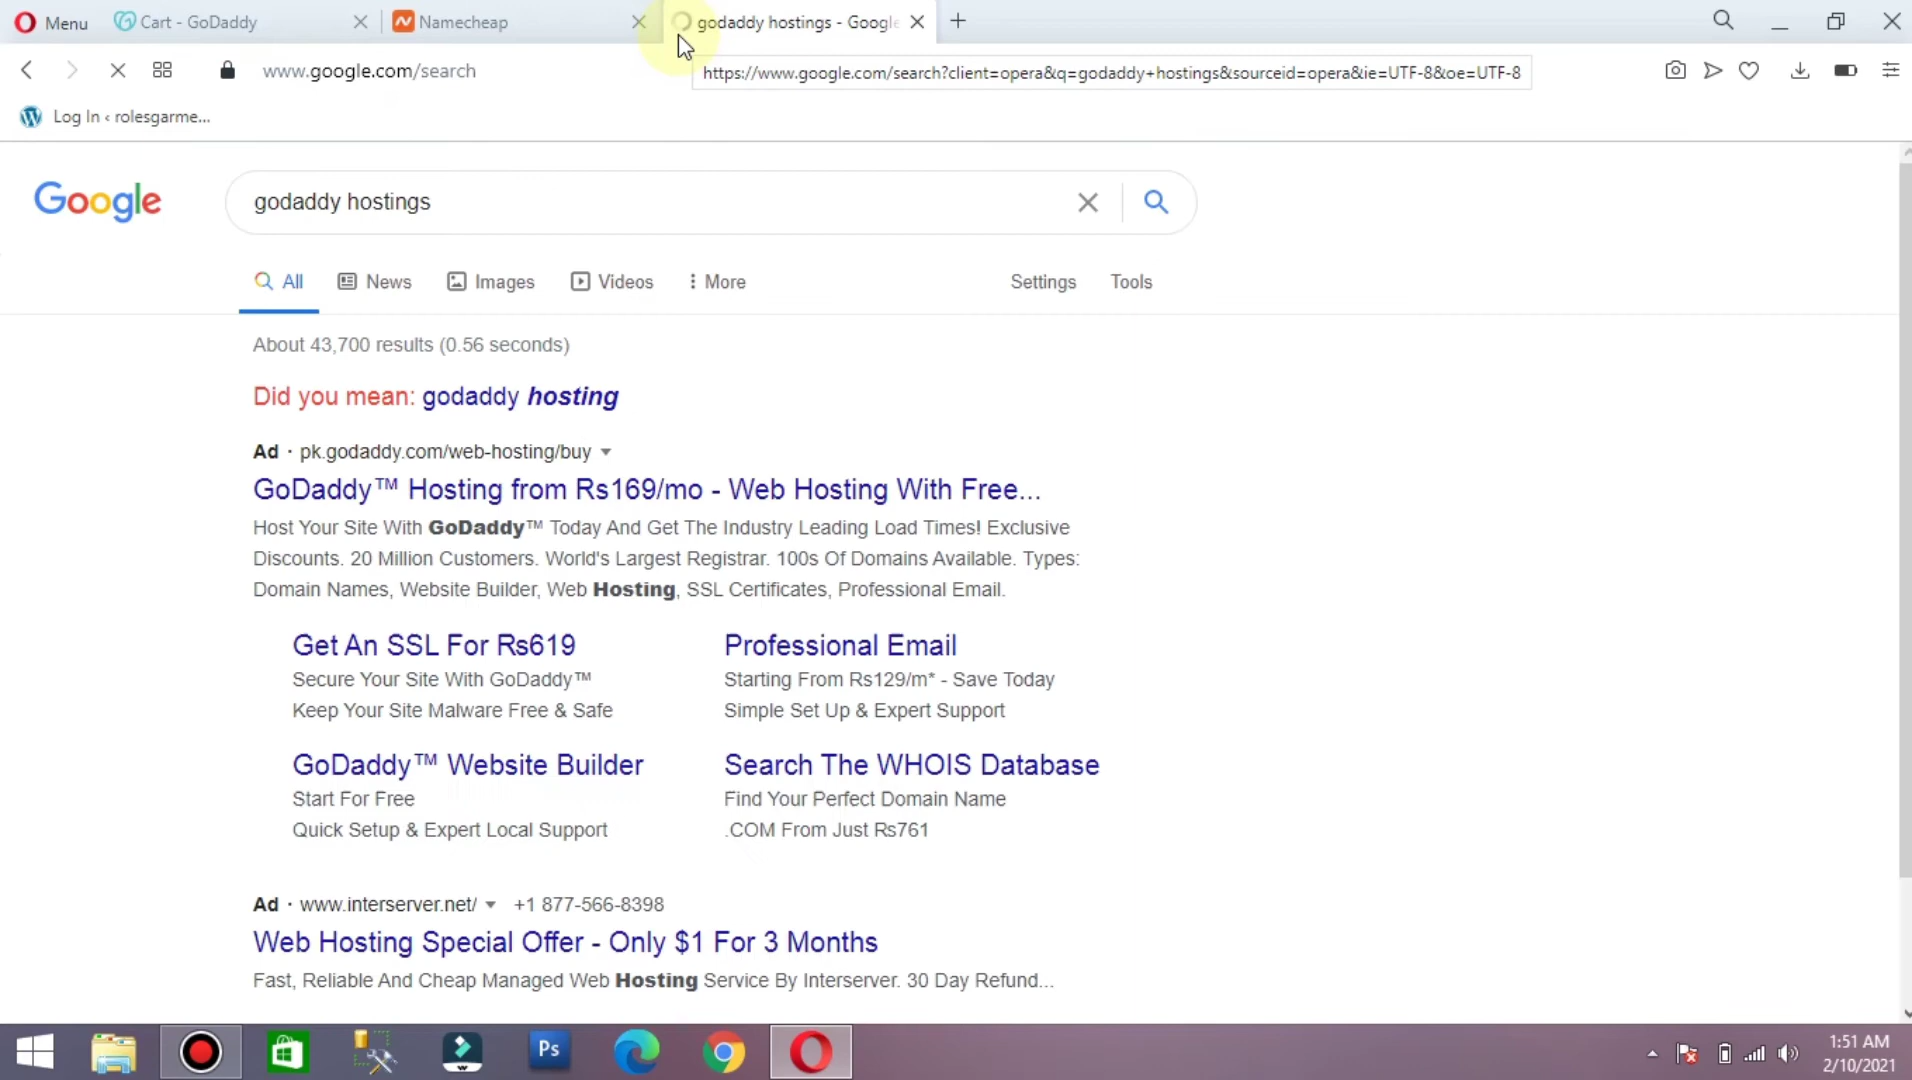 Menu
Cart - GoDaddy
Namecheap
godaddy hostings - Google
www.google.com/search
https://www.google.com/search?client=opera&q=godaddy+hostings&sourceid=opera&ie=UTF-8&oe=UTF-8
Log In ‹ rolesgarme...
Google
godaddy hostings
All
News
Images
Videos
More
Settings
Tools
About 43,700 results (0.56 seconds)
Did you mean: godaddy hosting
Ad · pk.godaddy.com/web-hosting/buy
GoDaddy™ Hosting from Rs169/mo - Web Hosting With Free...
Host Your Site With GoDaddy™ Today And Get The Industry Leading Load Times! Exclusive
Discounts. 20 Million Customers. World's Largest Registrar. 100s Of Domains Available. Types:
Domain Names, Website Builder, Web Hosting, SSL Certificates, Professional Email.
Get An SSL For Rs619
Secure Your Site With GoDaddy™
Keep Your Site Malware Free & Safe
Professional Email
Starting From Rs129/m* - Save Today
Simple Set Up & Expert Support
GoDaddy™ Website Builder
Start For Free
Quick Setup & Expert Local Support
Search The WHOIS Database
Find Your Perfect Domain Name
.COM From Just Rs761
Ad · www.interserver.net/ +1 877-566-8398
Web Hosting Special Offer - Only $1 For 3 Months
Fast, Reliable And Cheap Managed Web Hosting Service By Interserver. 30 Day Refund...
Ps
1:51 AM
2/10/2021